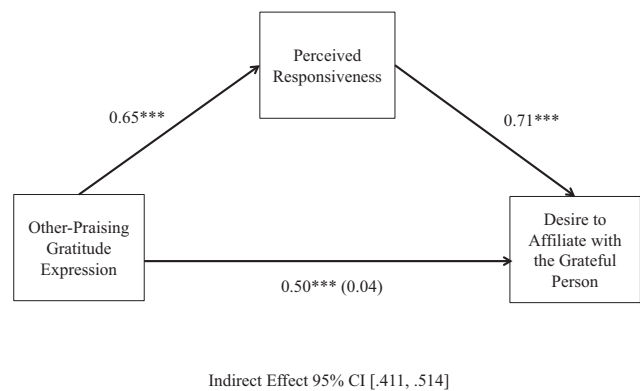 Perceived
Responsiveness
0.65***
0.71***
Other-Praising
Gratitude
Expression
Desire to
Affiliate with
the Grateful
Person
0.50*** (0.04)
Indirect Effect 95% CI [.411, .514]